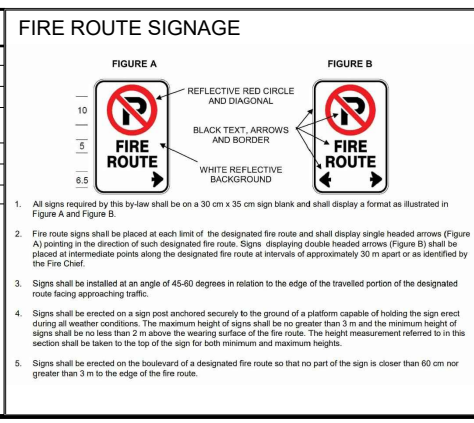 FIRE ROUTE SIGNAGE
FIGURE A
FIGURE B
10
5
6.5
P
FIRE
ROUTE
REFLECTIVE RED CIRCLE
AND DIAGONAL
BLACK TEXT, ARROWS
AND BORDER
WHITE REFLECTIVE
BACKGROUND
P
FIRE
ROUTE
1. All signs required by this by-law shall be on a 30 cm x 35 cm sign blank and shall display a format as illustrated in
Figure A and Figure B.
2. Fire route signs shall be placed at each limit of the designated fire route and shall display single headed arrows (Figure
A) pointing in the direction of such designated fire route. Signs displaying double headed arrows (Figure B) shall be
placed at intermediate points along the designated fire route at intervals of approximately 30 m apart or as identified by
the Fire Chief.
3. Signs shall be installed at an angle of 45-60 degrees in relation to the edge of the travelled portion of the designated
route facing approaching traffic.
4. Signs shall be erected on a sign post anchored securely to the ground of a platform capable of holding the sign erect
during all weather conditions. The maximum height of signs shall be no greater than 3 m and the minimum height of
signs shall be no less than 2 m above the wearing surface of the fire route. The height measurement referred to in this
section shall be taken to the top of the sign for both minimum and maximum heights.
5. Signs shall be erected on the boulevard of a designated fire route so that no part of the sign is closer than 60 cm nor
greater than 3 m to the edge of the fire route.